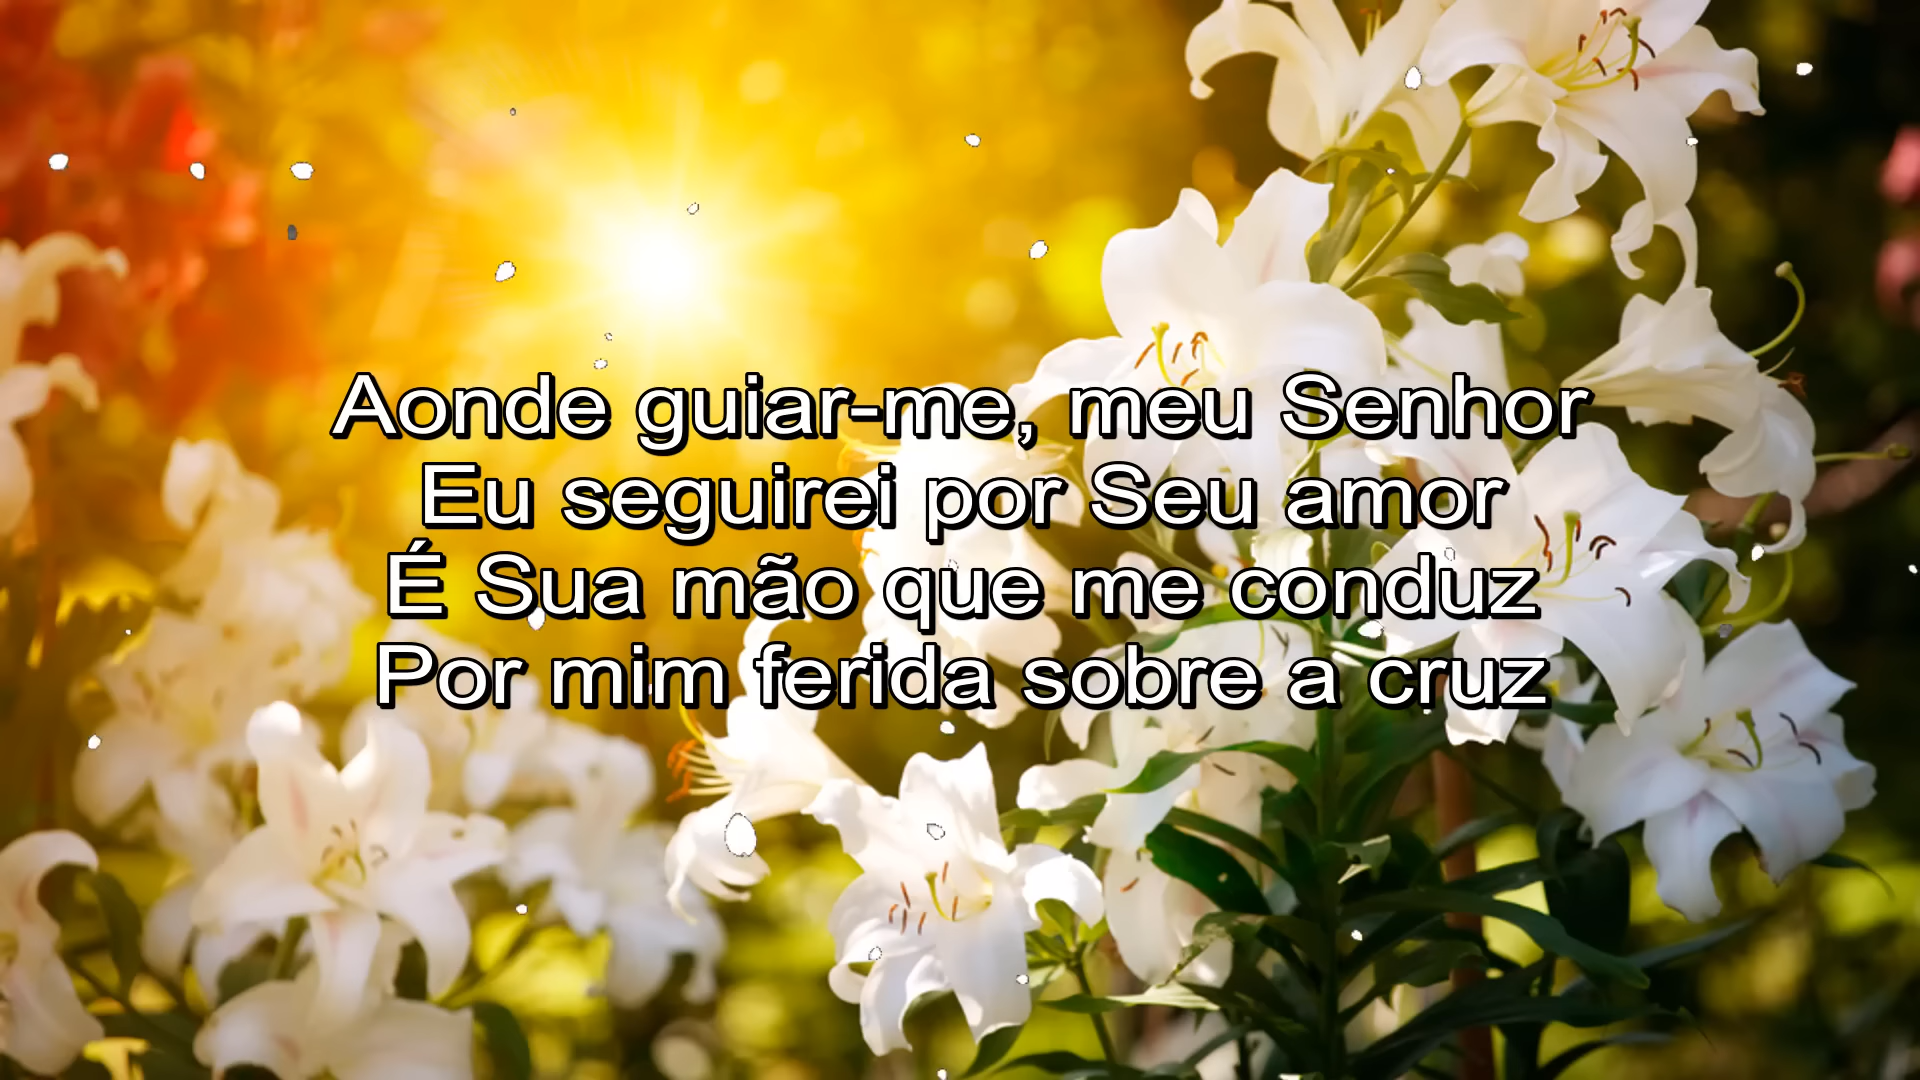 Aonde guiar-me, meu Senhor
Eu seguirei por Seu amor
É Sua mão que me conduz
Por mim ferida sobre a cruz